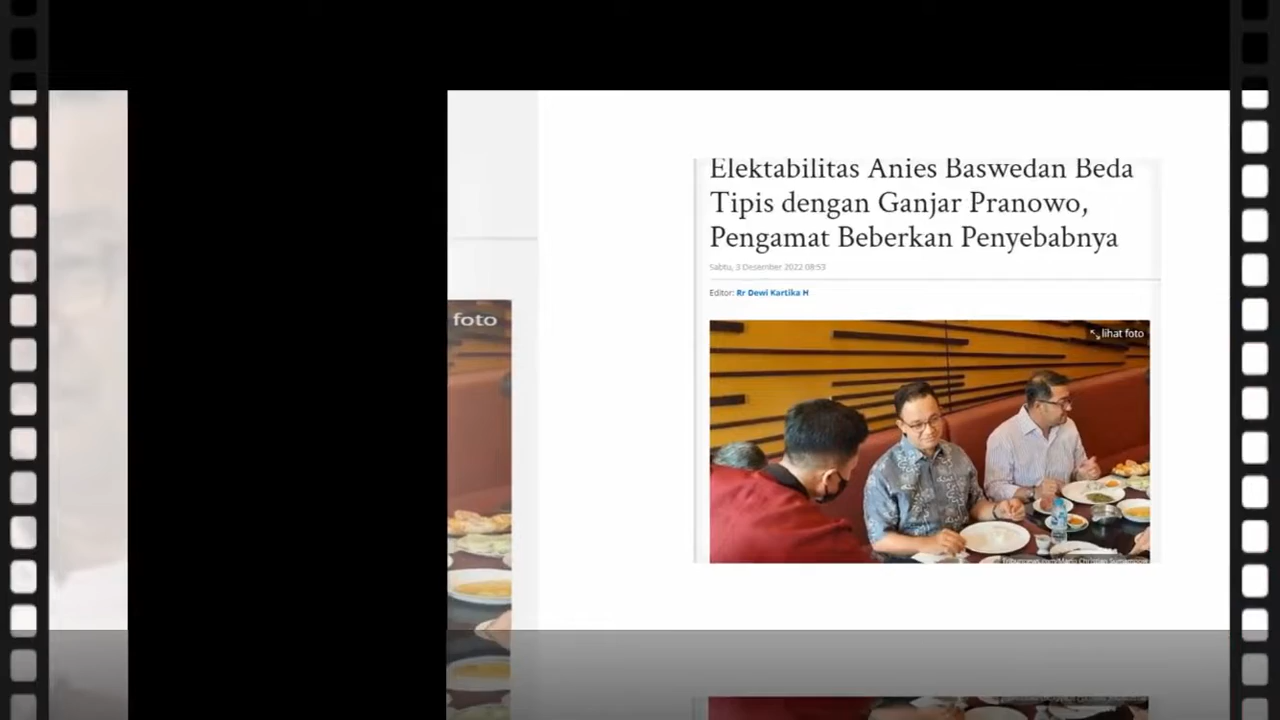 foto
Elektabilitas Anies Baswedan Beda
Tipis dengan Ganjar Pranowo,
Pengamat Beberkan Penyebabnya
Sabtu, 3 Desember 2022 08:53
Editor: Rr Dewi Kartika H
lihat foto